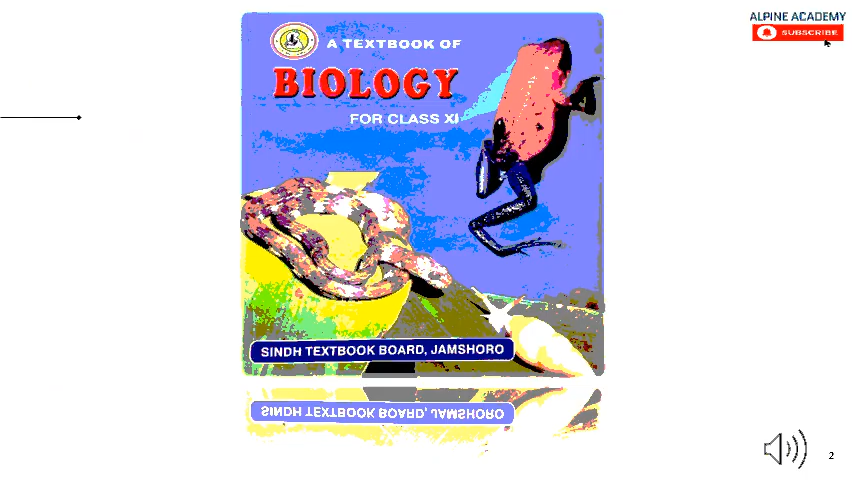 ALPINE ACADEMY
SUBSCRIBE
A TEXTBOOK OF
BIOLOGY
FOR CLASS XI
SINDH TEXTBOOK BOARD, JAMSHORO
SINDH TEXTBOOK BOARD, JAMSHORO
2